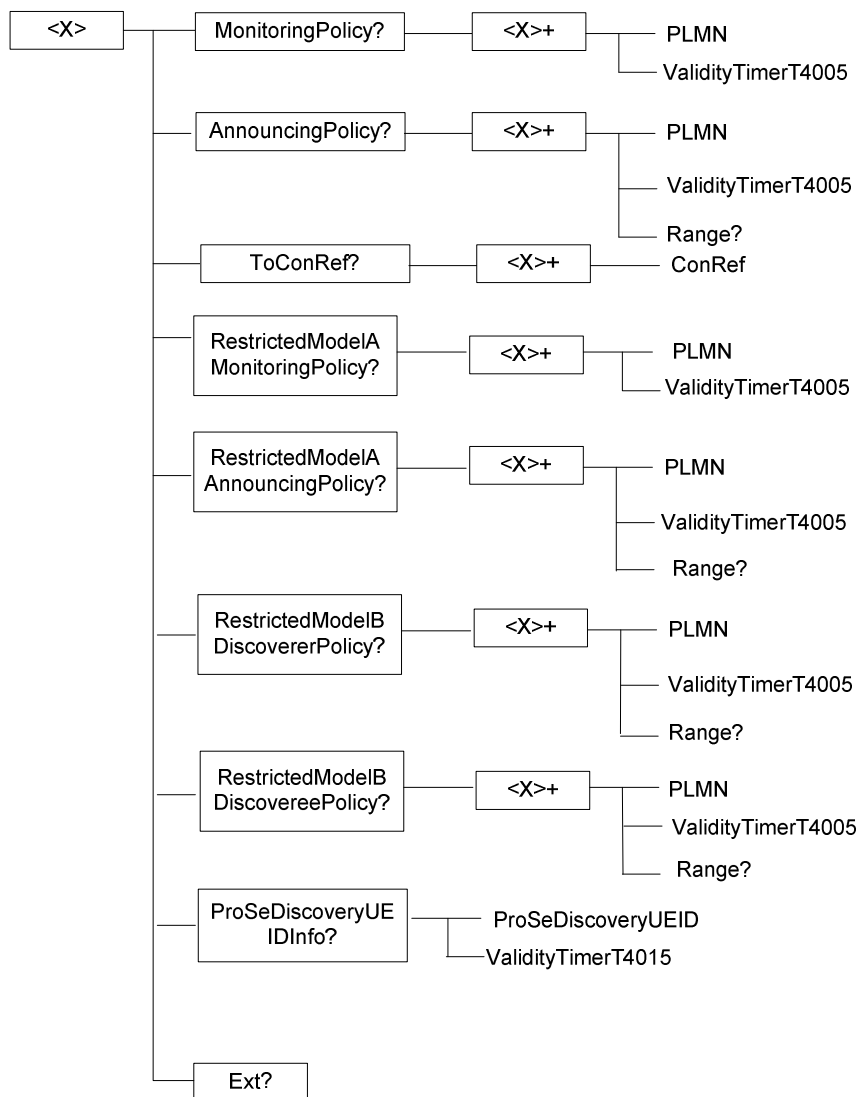 <X>
MonitoringPolicy?
<X>+
PLMN
ValidityTimerT4005
AnnouncingPolicy?
<X>+
PLMN
ValidityTimerT4005
Range?
ToConRef?
<X>+
ConRef
RestrictedModelA
MonitoringPolicy?
<X>+
PLMN
ValidityTimerT4005
RestrictedModelA
AnnouncingPolicy?
<X>+
PLMN
ValidityTimerT4005
Range?
RestrictedModelB
DiscovererPolicy?
<X>+
PLMN
ValidityTimerT4005
Range?
RestrictedModelB
DiscovereePolicy?
<X>+
PLMN
ValidityTimerT4005
Range?
ProSeDiscoveryUE
IDInfo?
ProSeDiscoveryUEID
ValidityTimerT4015
Ext?